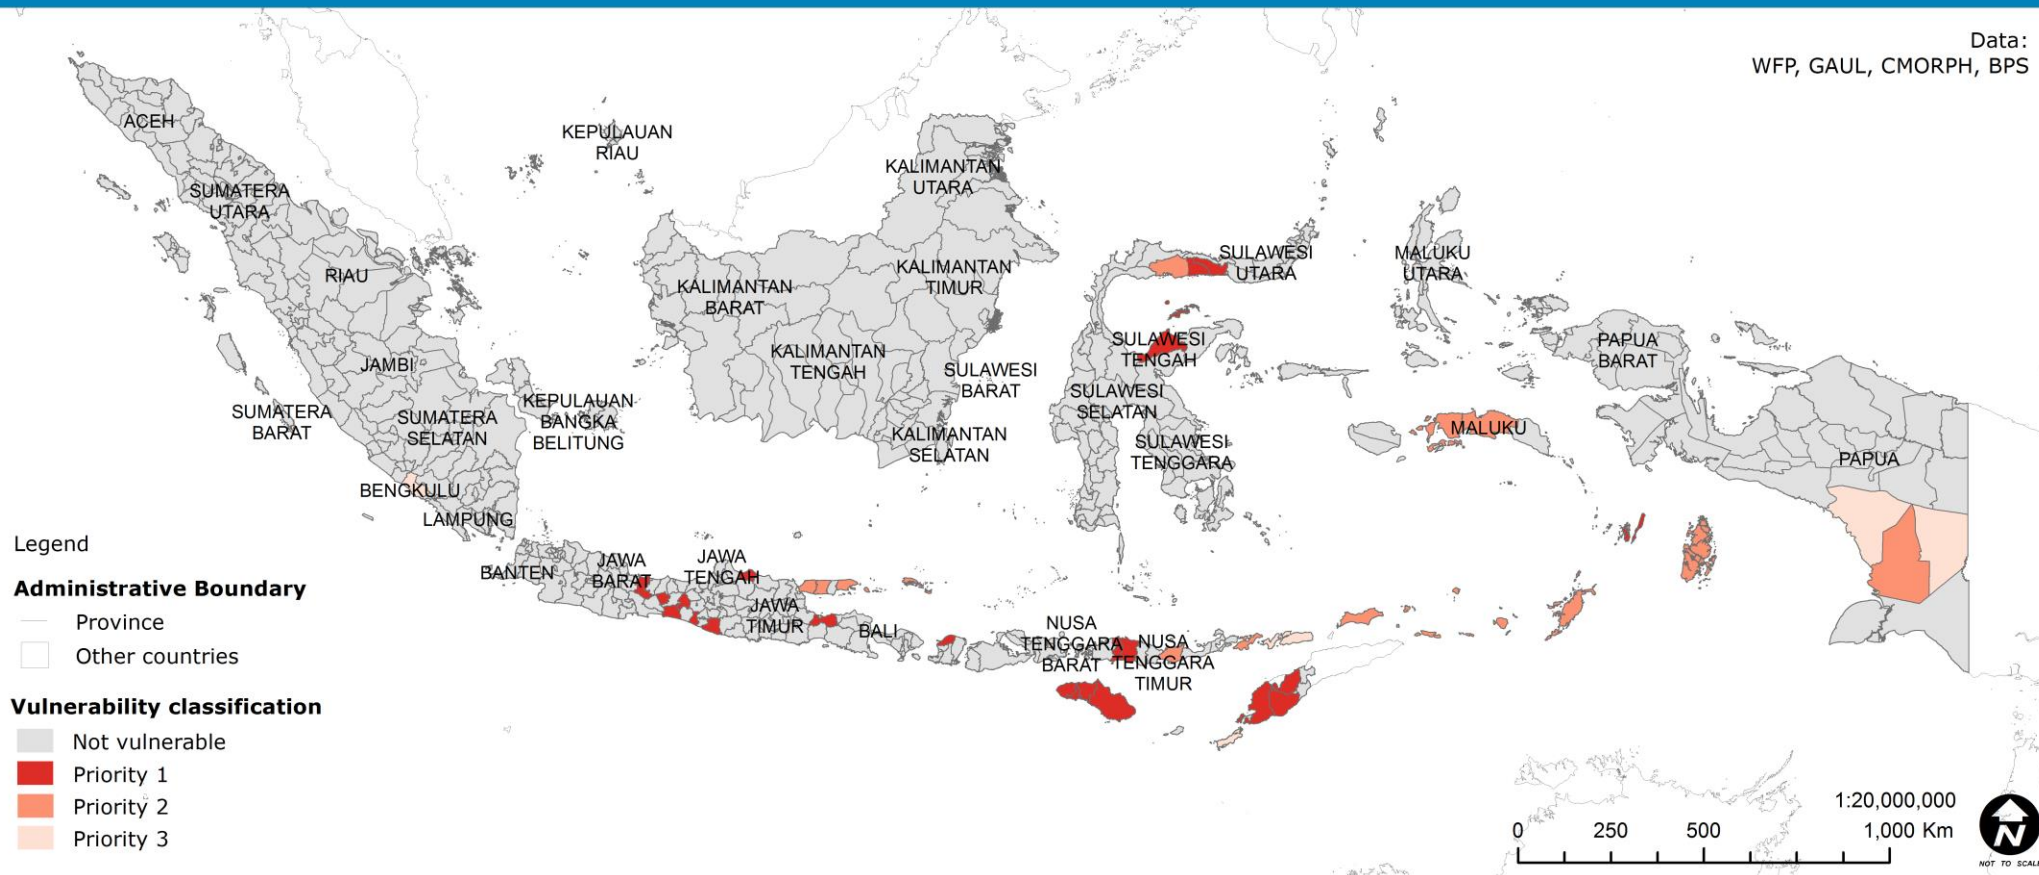 Data:
WFP, GAUL, CMORPH, BPS
ACEH
KEPULAUAN
RIAU
KALIMANTAN
UTARA
SUMATERA
UTARA
SULAWESI
UTARA
MALUKU
UTARA
RIAU
KALIMANTAN
TIMUR
KALIMANTAN
BARAT
SULAWESI
TENGAH
PAPUA
BARAT
JAMBI
KALIMANTAN
TENGAH
SULAWESI
BARAT
SULAWESI
SELATAN
SUMATERA
BARAT
SUMATERA
SELATAN
KEPULAUAN
BANGKA
BELITUNG
KALIMANTAN
SELATAN
SULAWESI
TENGGARA
MALUKU
PAPUA
BENGKULU
LAMPUNG
BANTEN
JAWA
BARAT
JAWA
TENGAH
JAWA
TIMUR
BALI
NUSA
TENGGARA
BARAT
NUSA
TENGGARA
TIMUR
Legend
Administrative Boundary
Province
Other countries
Vulnerability classification
Not vulnerable
Priority 1
Priority 2
Priority 3
1:20,000,000
0 250 500 1,000 Km
N
NOT TO SCALE